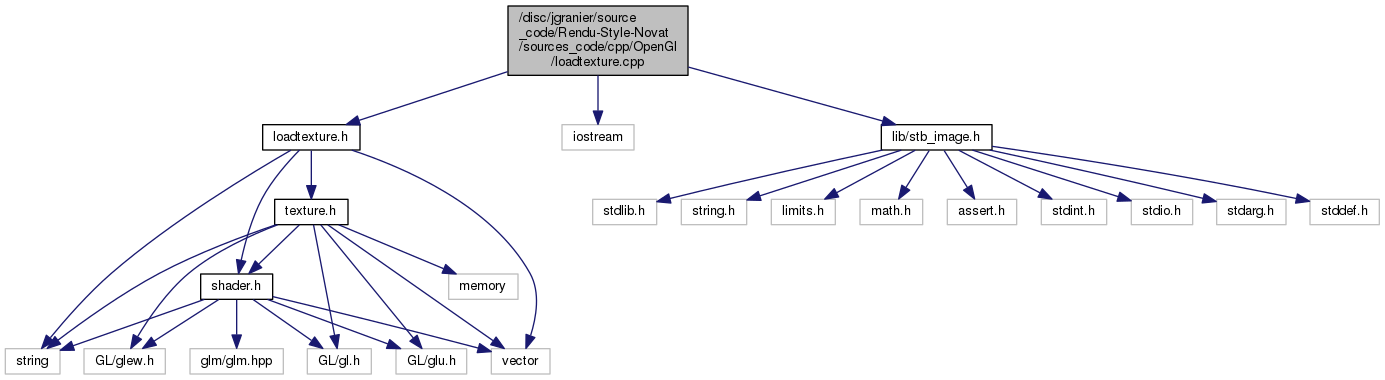 /disc/jgranier/source
_code/Rendu-Style-Novat
/sources_code/cpp/OpenGl
/loadtexture.cpp
loadtexture.h
iostream
lib/stb_image.h
texture.h
stdlib.h
string.h
limits.h
math.h
assert.h
stdint.h
stdio.h
stdarg.h
stddef.h
shader.h
memory
string
GL/glew.h
glm/glm.hpp
GL/gl.h
GL/glu.h
vector